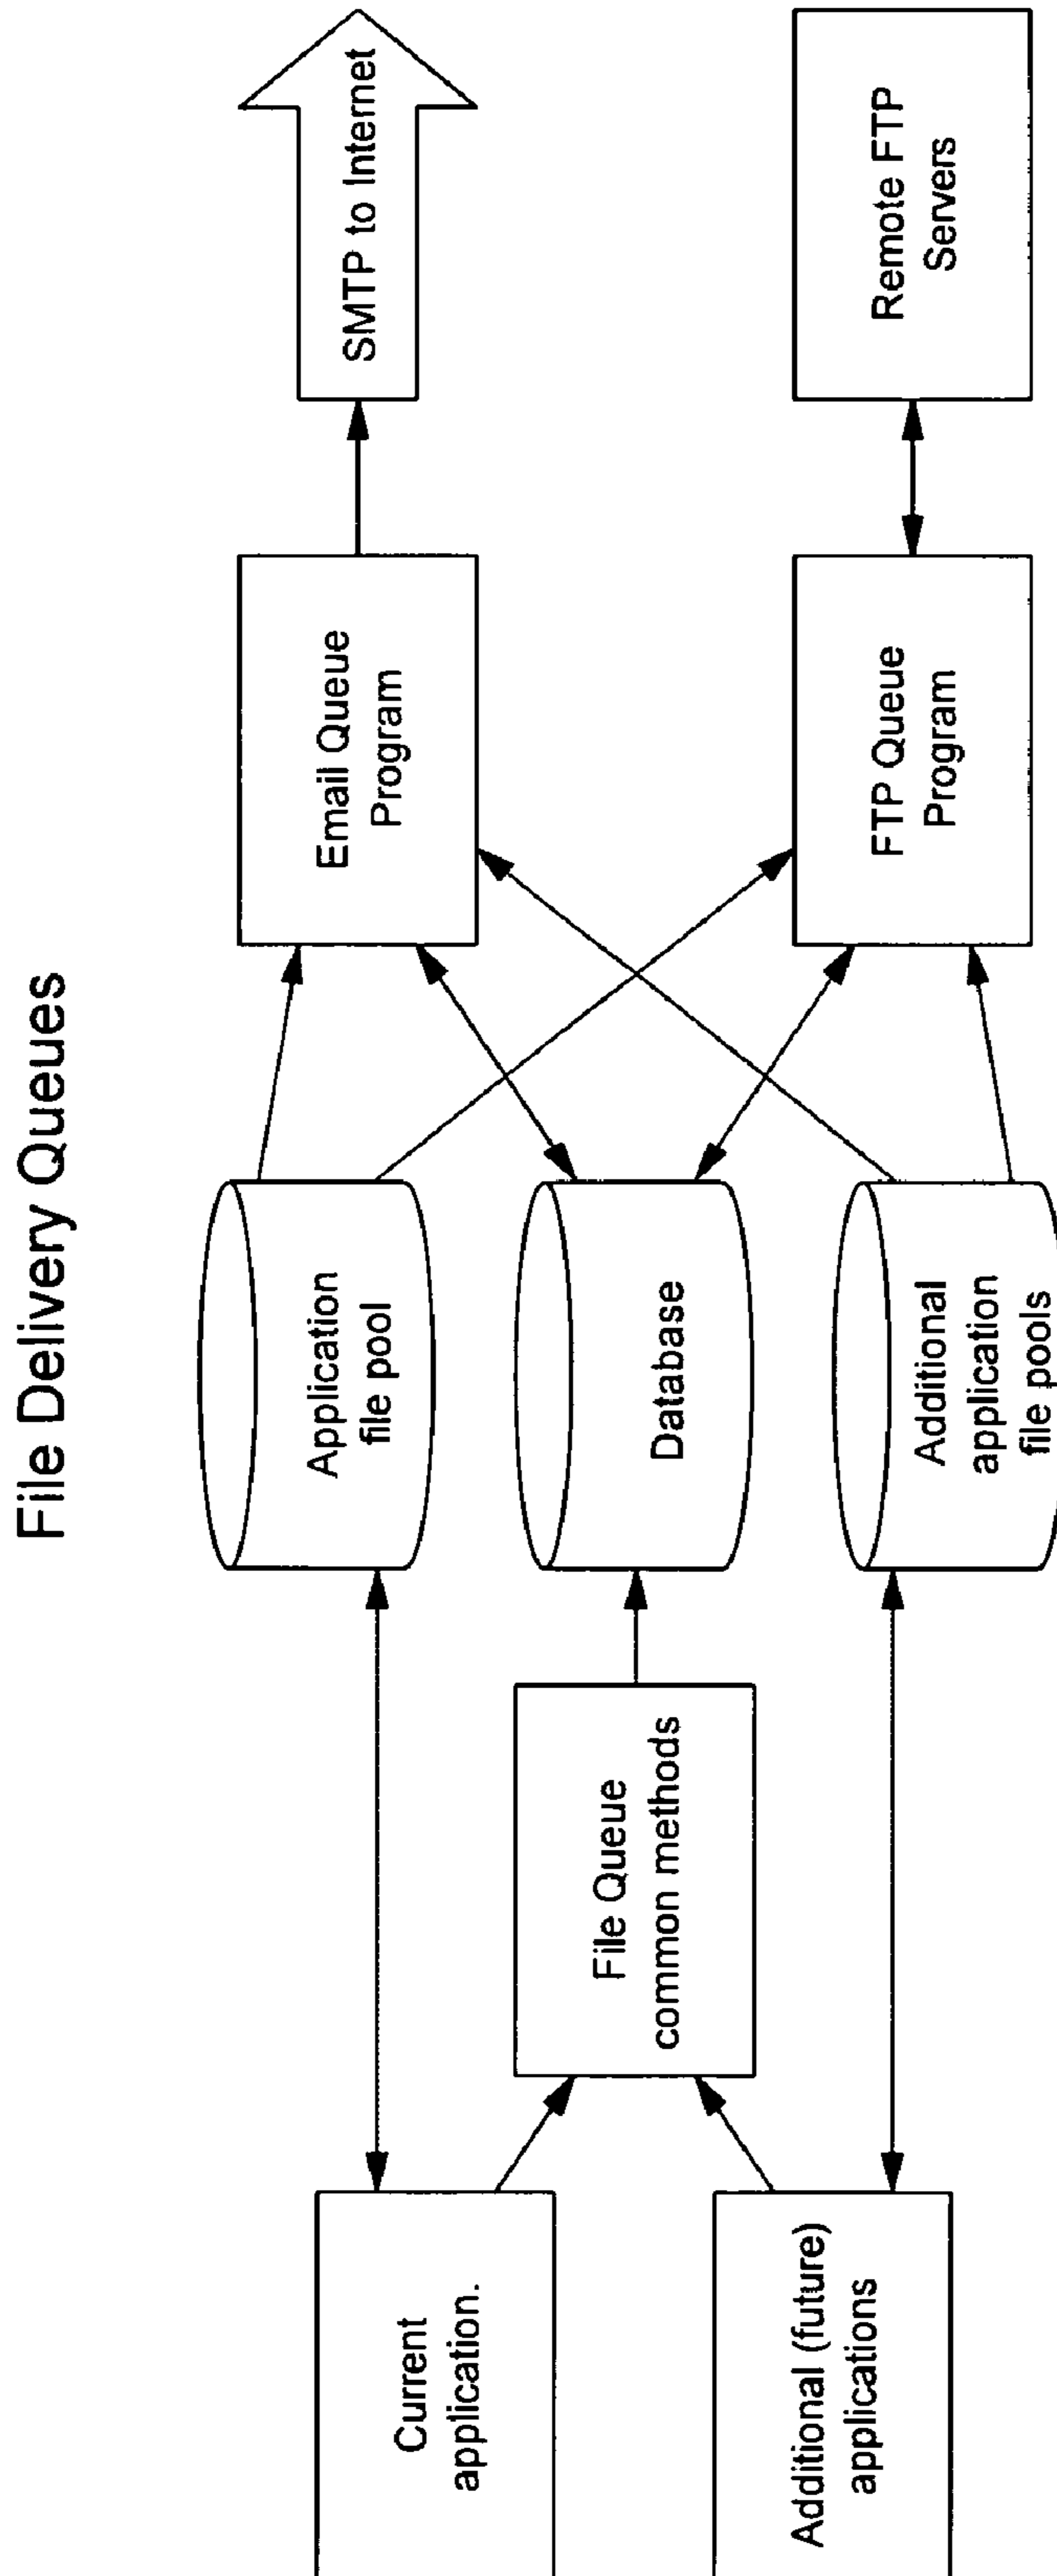 File Delivery Queues
Current
application.
Additional (future)
applications
File Queue
common methods
Application
file pool
Database
Additional
application
file pools
Email Queue
Program
FTP Queue
Program
SMTP to Internet
Remote FTP
Servers